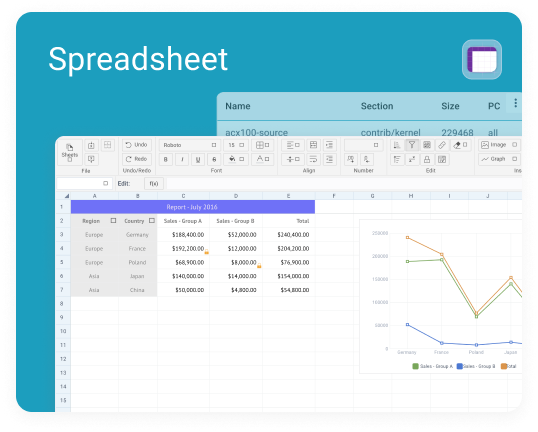 Spreadsheet
Name Section Size PC
acx100-source contrib/kernel 229468 all
Sheets Undo Redo Roboto 15 B I U S A Image Graph
File Undo/Redo Font Align Number Edit Ins
Edit: f(x)
A B C D E F G H I J
1 Report - July 2016
2 Region Country Sales - Group A Sales - Group B Total
3 Europe Germany $188,400.00 $52,000.00 $240,400.00
4 Europe France $192,200.00 $12,000.00 $204,200.00
5 Europe Poland $68,900.00 $8,000.00 $76,900.00
6 Asia Japan $140,000.00 $14,000.00 $154,000.00
7 Asia China $50,000.00 $4,800.00 $54,800.00
8
9
10
11
12
13
14
15
250000
200000
150000
100000
50000
0
Germany France Poland Japan
Sales - Group A Sales - Group B Total